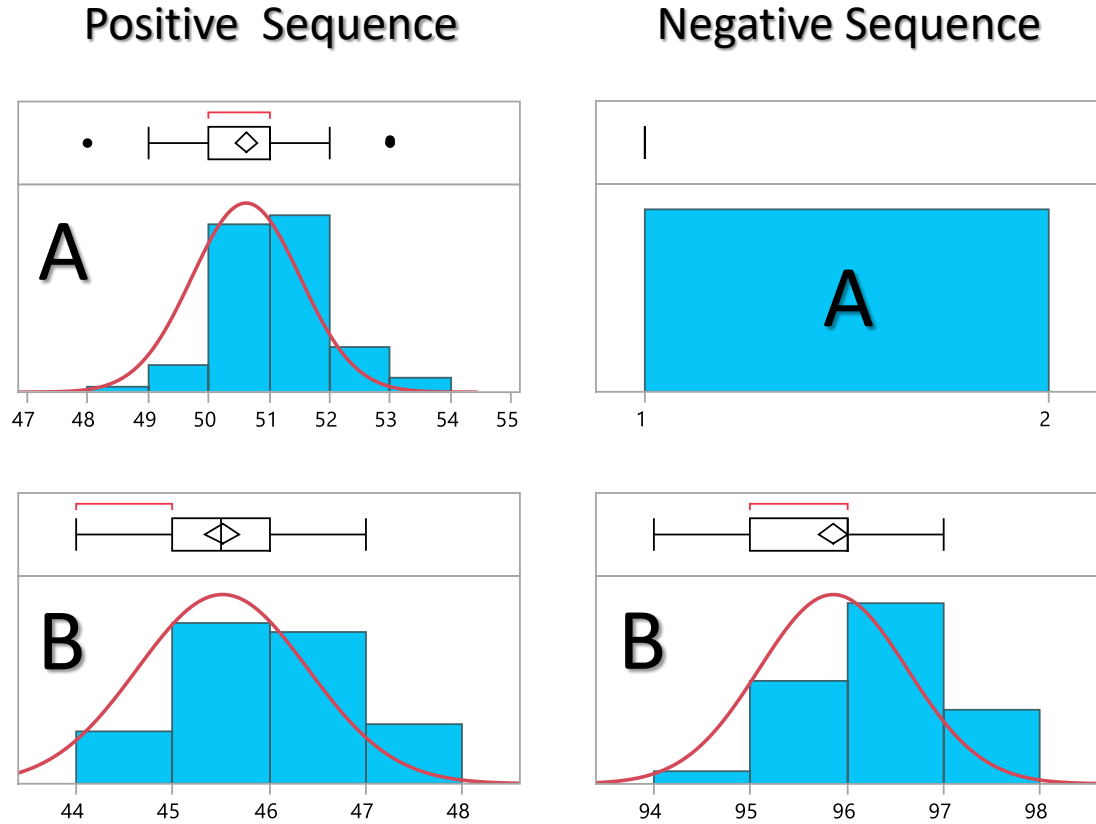 Positive Sequence
Negative Sequence
A
47 48 49 50 51 52 53 54 55
A
1 2
B
44 45 46 47 48
B
94 95 96 97 98